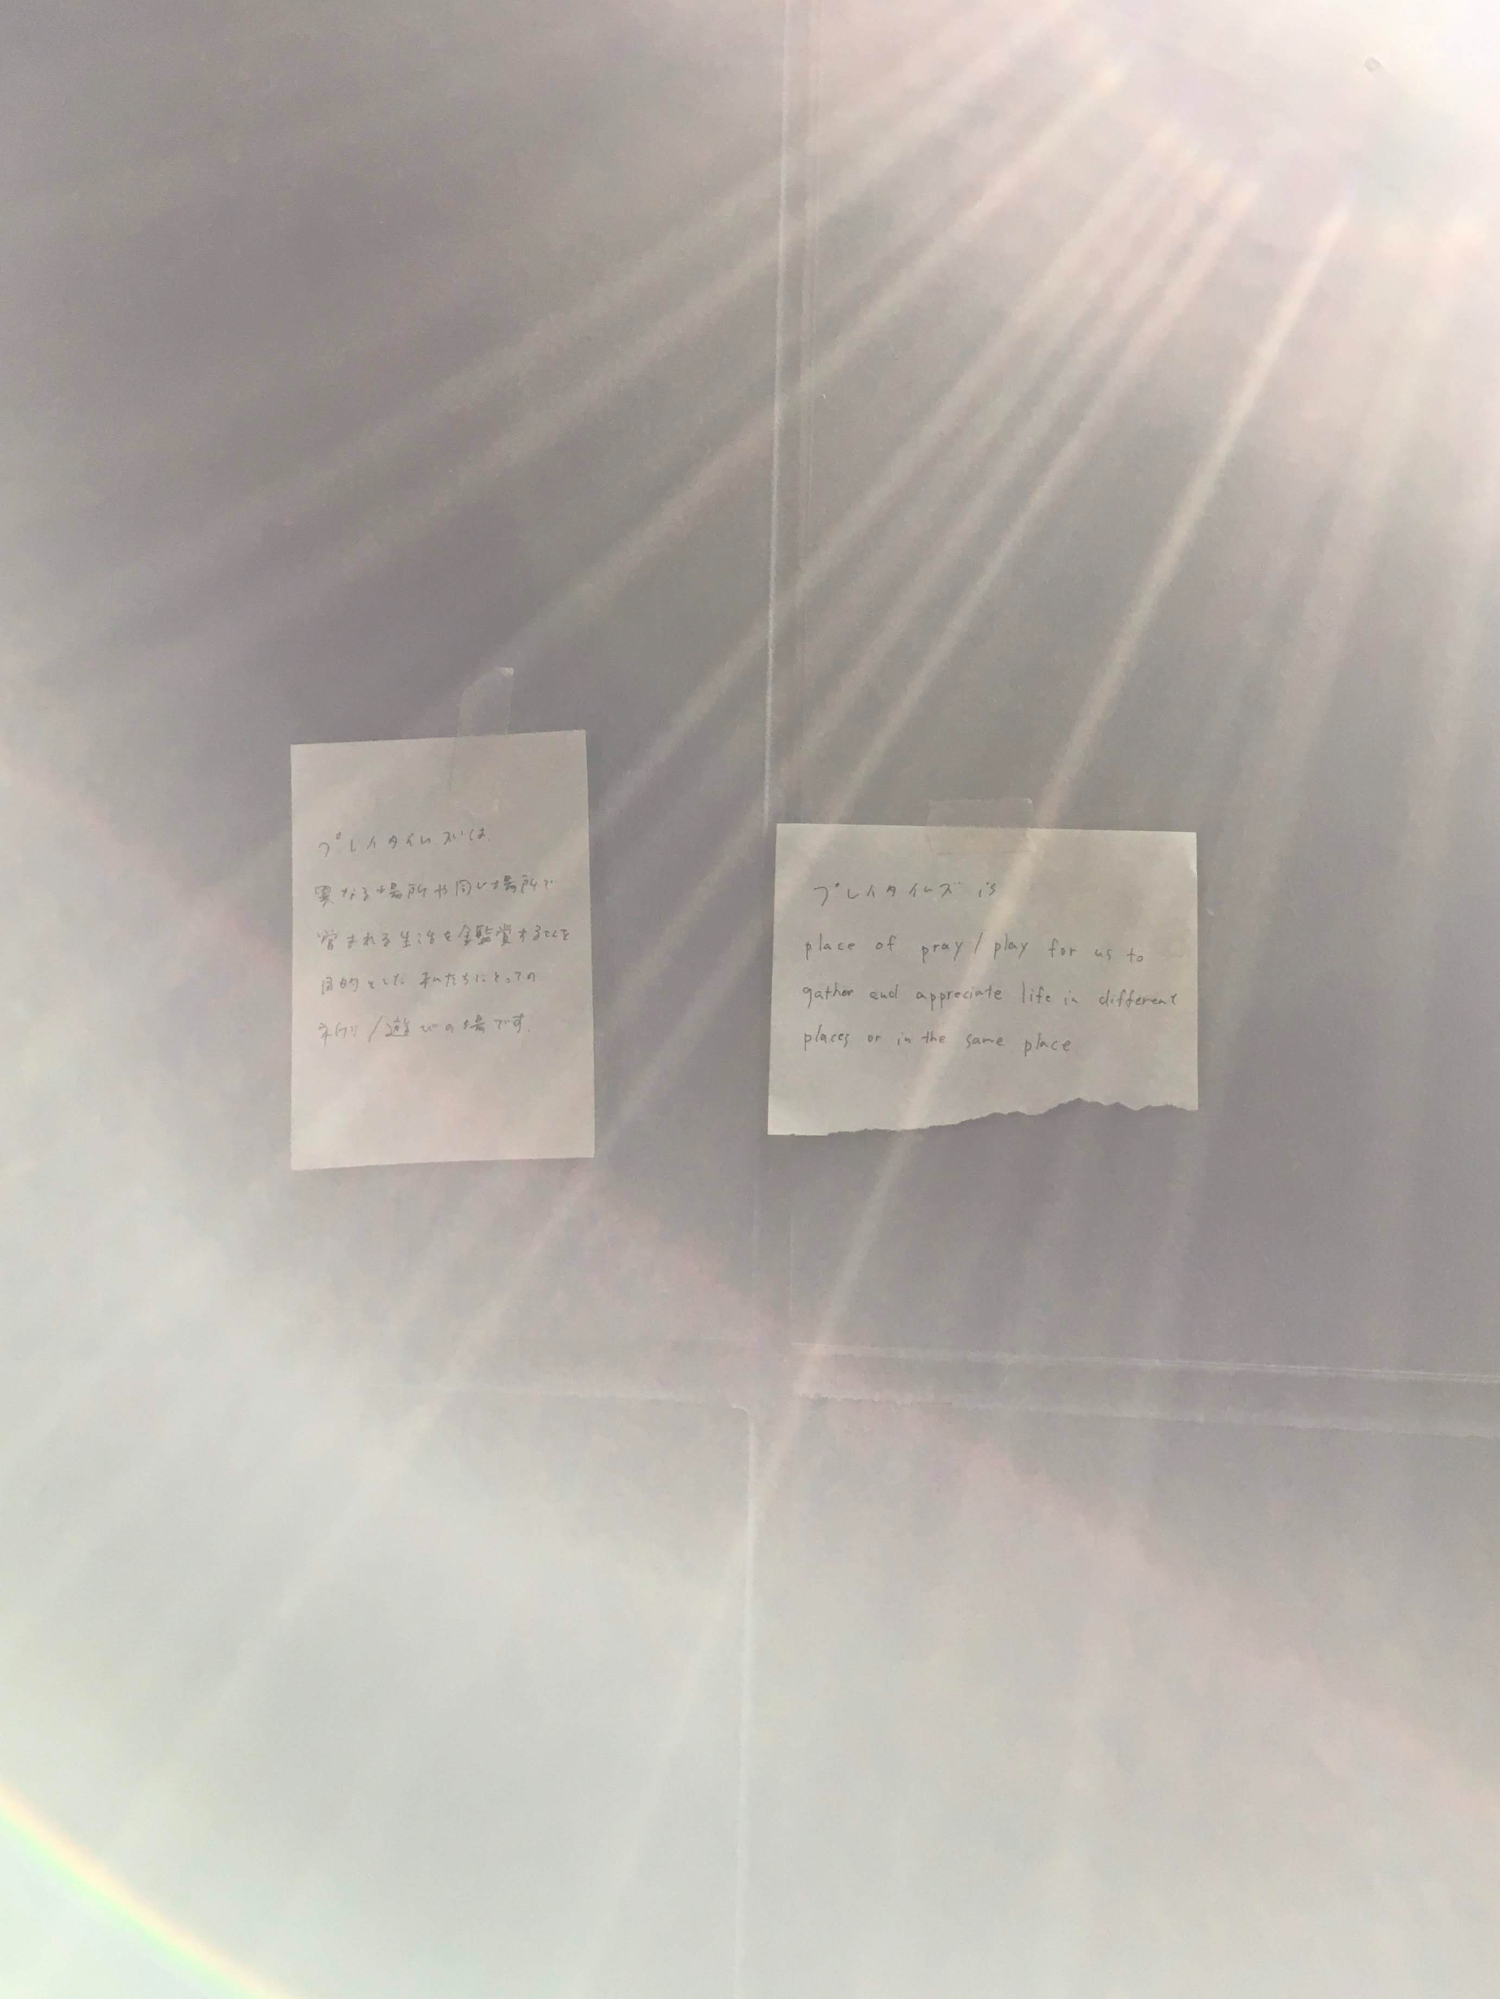 プレイタイムズは、
異なる場所や同じ場所で
営まれる生活を鑑賞することを
目的とした 私たちにとっての
祈り/遊びの場です.
プレイタイムズ is
place of pray / play for us to
gather and appreciate life in different
places or in the same place